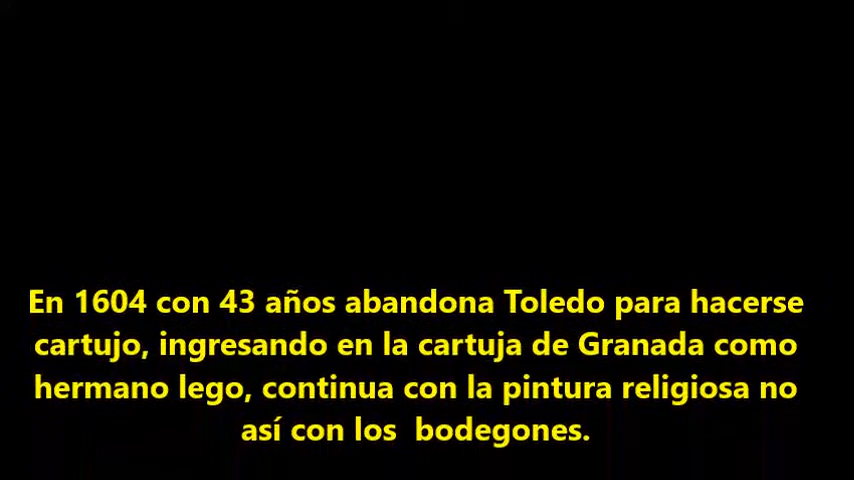 En 1604 con 43 años abandona Toledo para hacerse
cartujo, ingresando en la cartuja de Granada como
hermano lego, continua con la pintura religiosa no
así con los  bodegones.